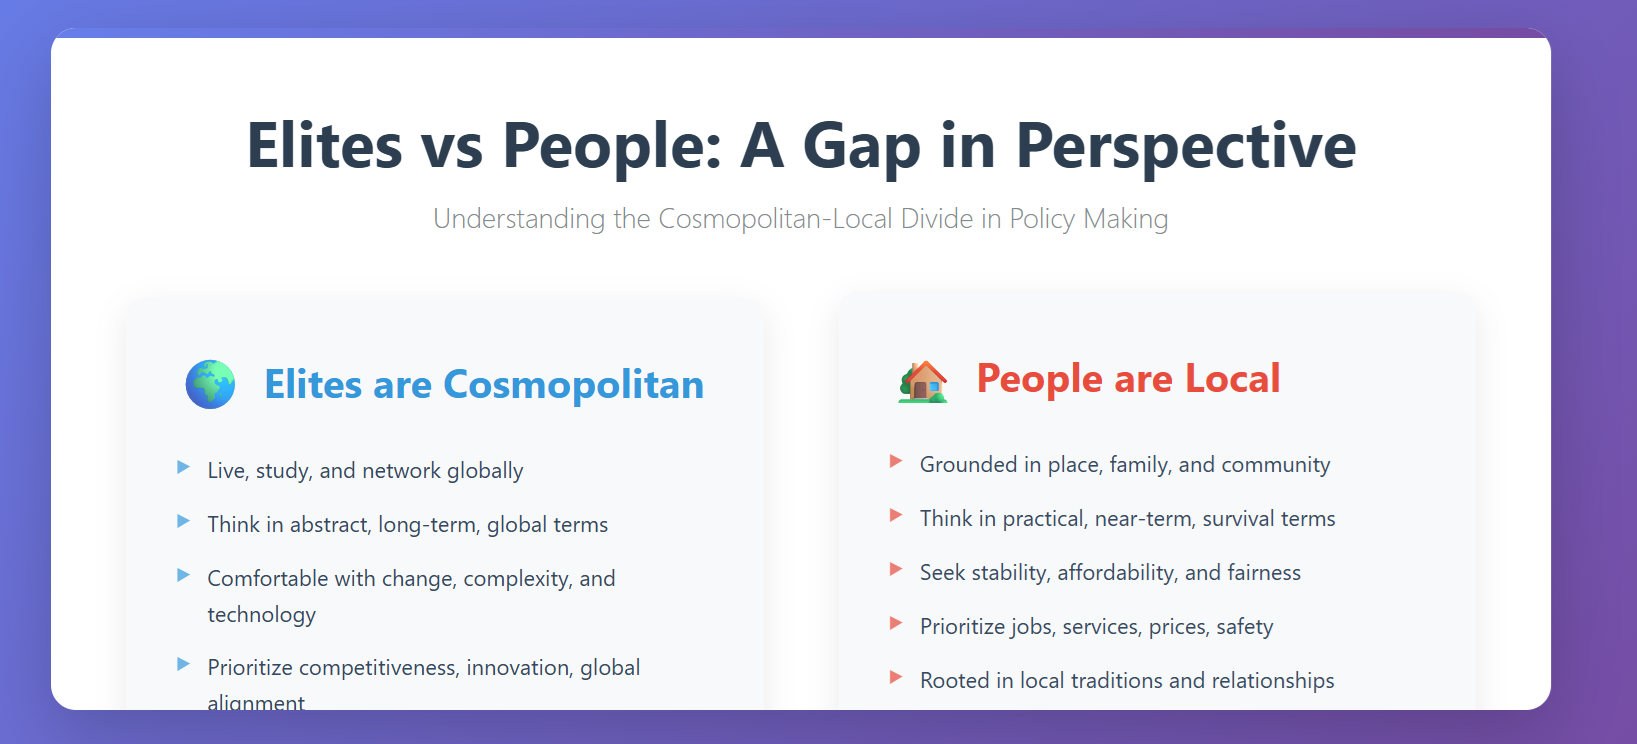 Elites vs People: A Gap in Perspective
Understanding the Cosmopolitan-Local Divide in Policy Making
Elites are Cosmopolitan
Live, study, and network globally
Think in abstract, long-term, global terms
Comfortable with change, complexity, and
technology
Prioritize competitiveness, innovation, global
alignment
People are Local
Grounded in place, family, and community
Think in practical, near-term, survival terms
Seek stability, affordability, and fairness
Prioritize jobs, services, prices, safety
Rooted in local traditions and relationships